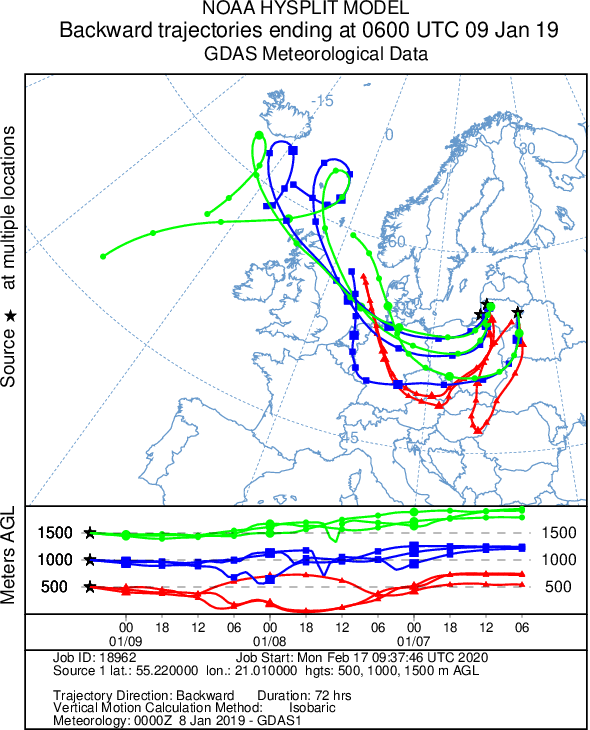 NOAA HYSPLIT MODEL
Backward trajectories ending at 0600 UTC 09 Jan 19
GDAS Meteorological Data
Source ★ at multiple locations
-15
0
30
60
45
Meters AGL
1500 1500
1000 1000
500 500
00 18 12 06 00 18 12 06 00 18 12 06
01/09 01/08 01/07
Job ID: 18962 Job Start: Mon Feb 17 09:37:46 UTC 2020
Source 1 lat.: 55.220000 lon.: 21.010000 hgts: 500, 1000, 1500 m AGL
Trajectory Direction: Backward Duration: 72 hrs
Vertical Motion Calculation Method: Isobaric
Meteorology: 0000Z 8 Jan 2019 - GDAS1